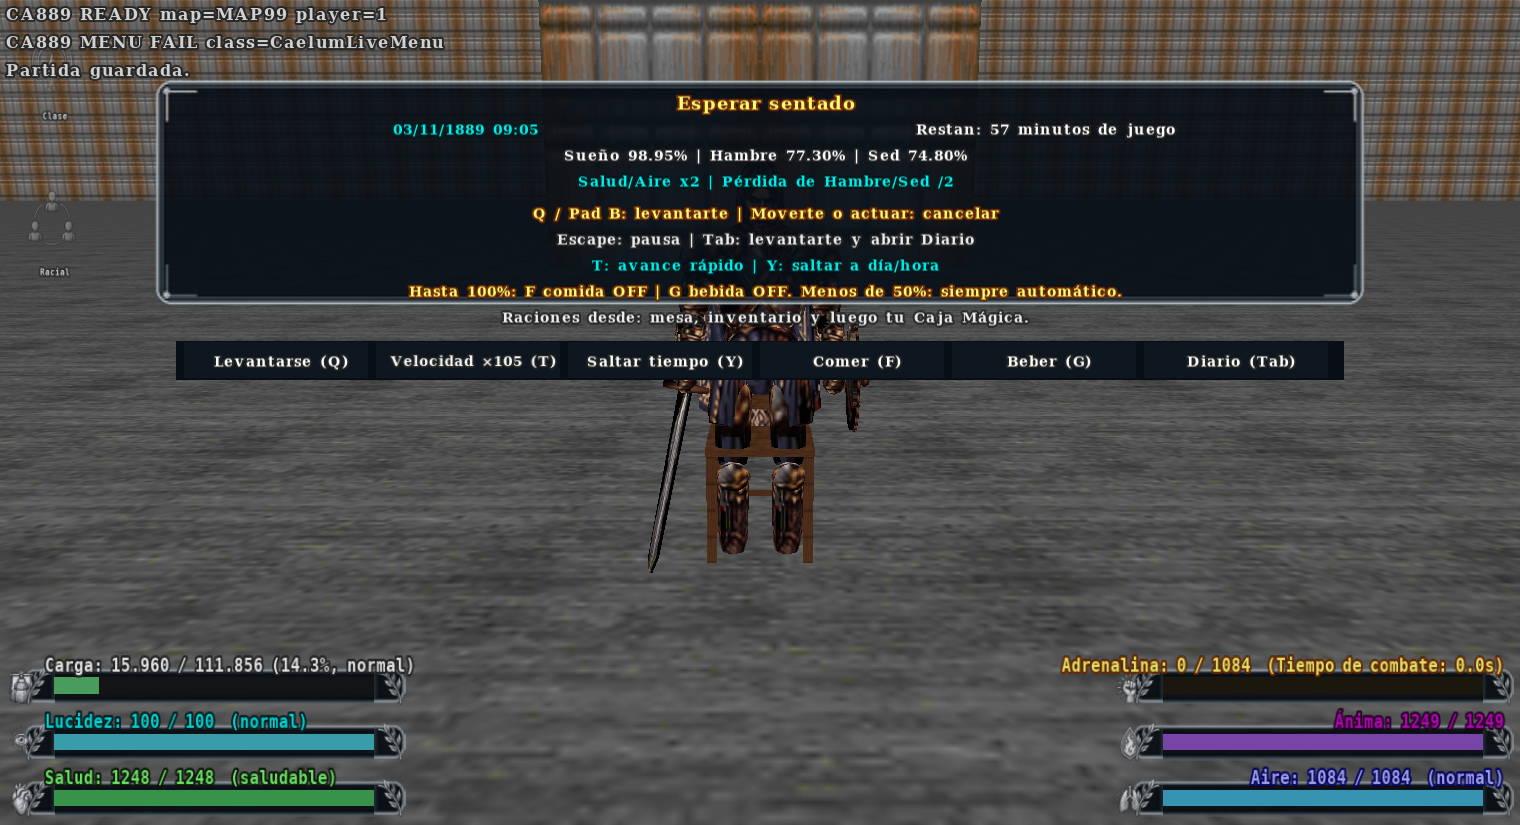 CA889 READY map=MAP99 player=1
CA889 MENU FAIL class=CaelumLiveMenu
Partida guardada.
Clase
Esperar sentado
03/11/1889 09:05
Restan: 57 minutos de juego
Sueño 98.95% | Hambre 77.30% | Sed 74.80%
Salud/Aire x2 | Pérdida de Hambre/Sed /2
Q / Pad B: levantarte | Moverte o actuar: cancelar
Escape: pausa | Tab: levantarte y abrir Diario
T: avance rápido | Y: saltar a día/hora
Racial
Hasta 100%: F comida OFF | G bebida OFF. Menos de 50%: siempre automático.
Raciones desde: mesa, inventario y luego tu Caja Mágica.
Levantarse (Q)
Velocidad ×105 (T)
Saltar tiempo (Y)
Comer (F)
Beber (G)
Diario (Tab)
Carga: 15.960 / 111.856 (14.3%, normal)
Adrenalina: 0 / 1084 (Tiempo de combate: 0.0s)
Lucidez: 100 / 100 (normal)
Ánima: 1249 / 1249
Salud: 1248 / 1248 (saludable)
Aire: 1084 / 1084 (normal)